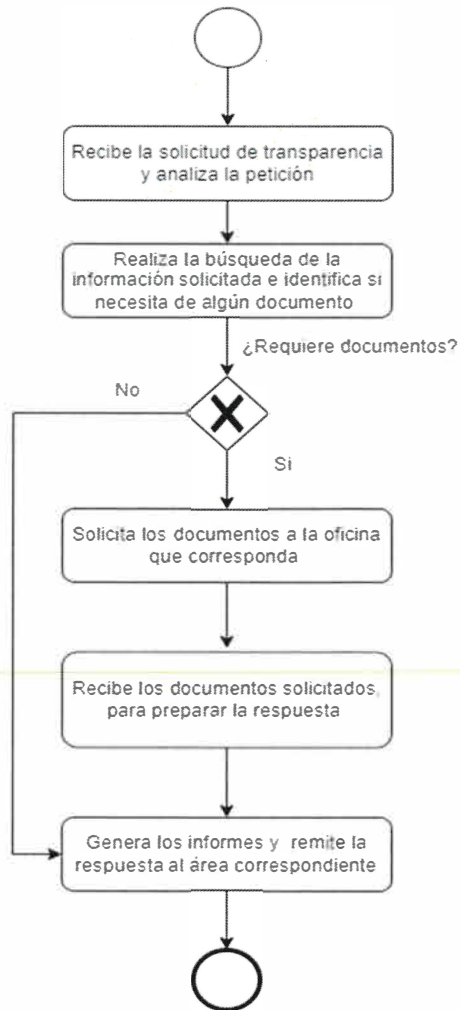 Recibe la solicitud de transparencia
y analiza la petición
Realiza la búsqueda de la
información solicitada e identifica si
necesita de algún documento
¿Requiere documentos?
No
Si
Solicita los documentos a la oficina
que corresponda
Recibe los documentos solicitados,
para preparar la respuesta
Genera los informes y remite la
respuesta al área correspondiente